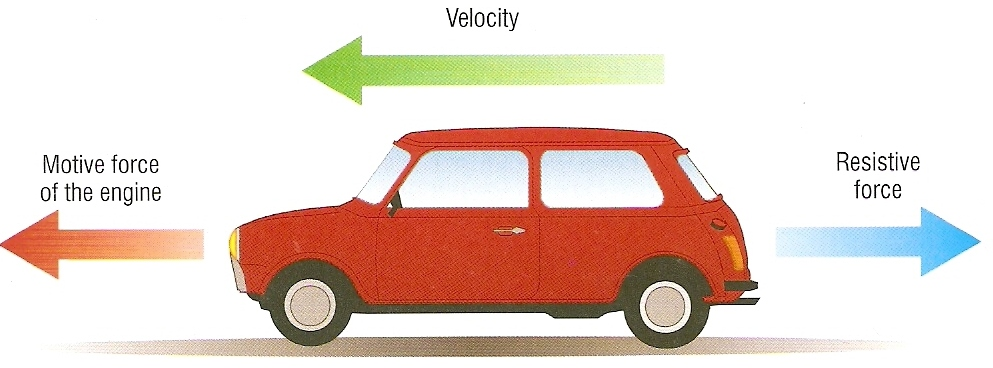 Velocity
Motive force
of the engine
Resistive
force